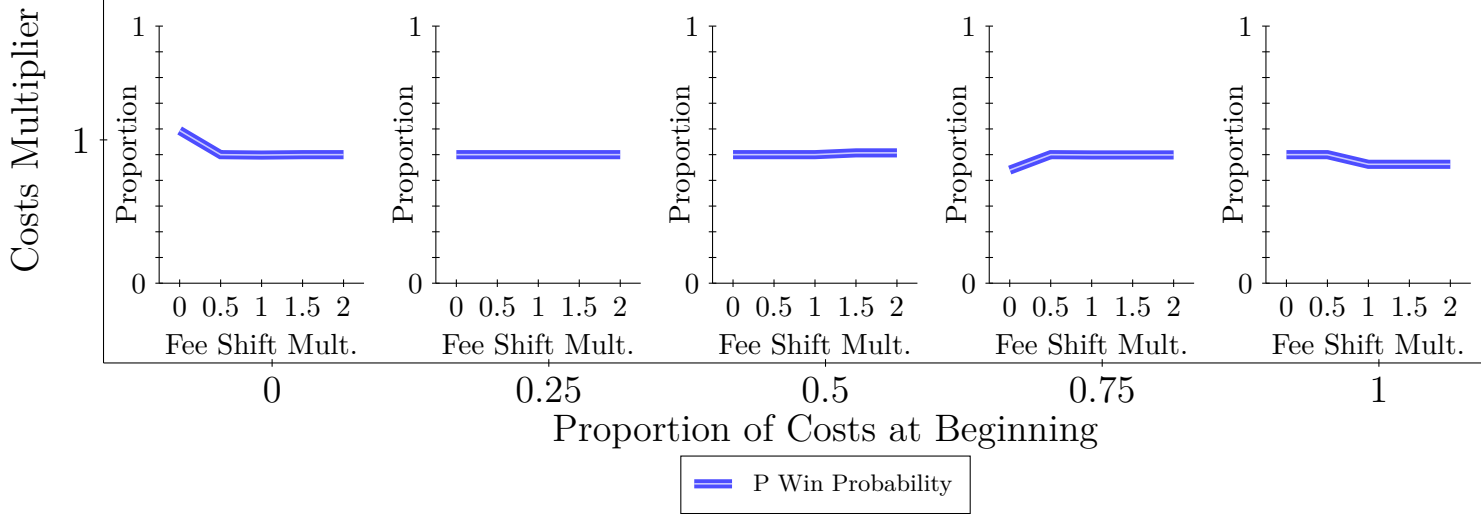 Costs Multiplier
1
1
Proportion
0
0 0.5 1 1.5 2
Fee Shift Mult.
1
Proportion
0
0 0.5 1 1.5 2
Fee Shift Mult.
1
Proportion
0
0 0.5 1 1.5 2
Fee Shift Mult.
1
Proportion
0
0 0.5 1 1.5 2
Fee Shift Mult.
1
Proportion
0
0 0.5 1 1.5 2
Fee Shift Mult.
0 0.25 0.5 0.75 1
Proportion of Costs at Beginning
P Win Probability